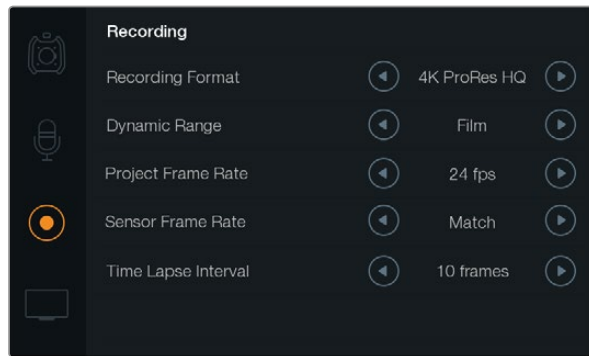 Recording
Recording Format 4K ProRes HQ
Dynamic Range Film
Project Frame Rate 24 fps
Sensor Frame Rate Match
Time Lapse Interval 10 frames